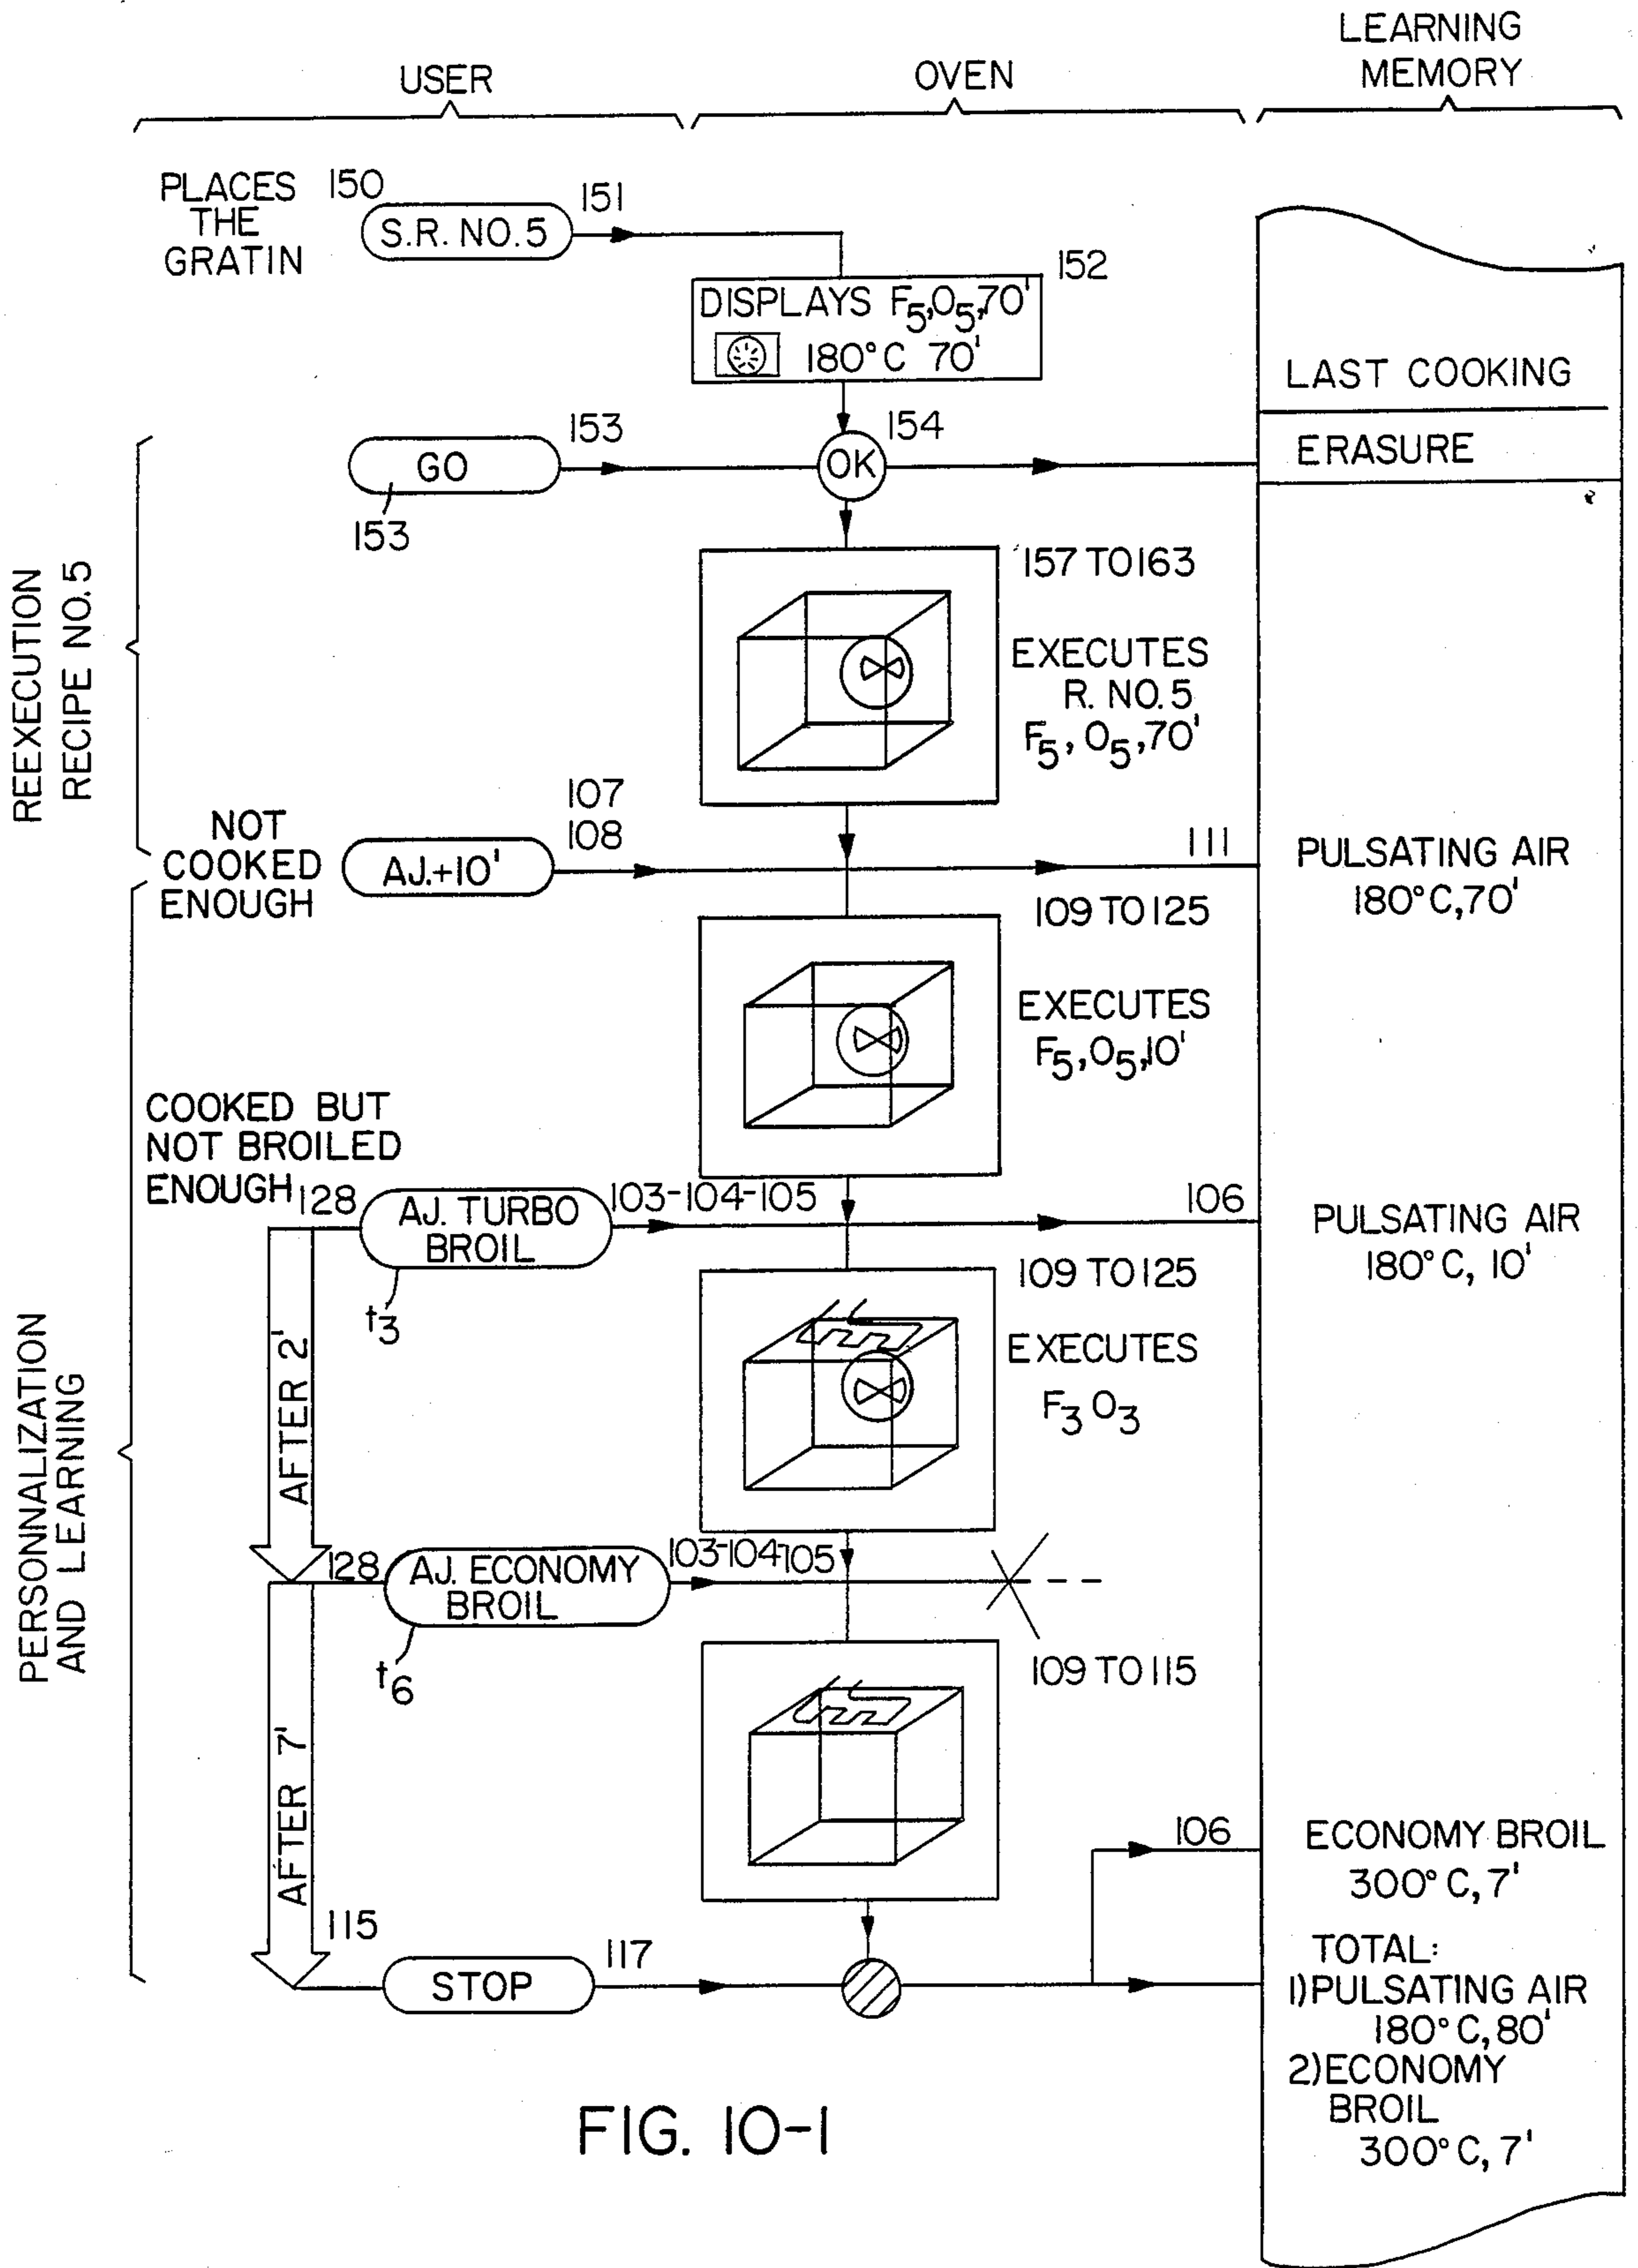 USER
OVEN
LEARNING
MEMORY
PLACES
THE
GRATIN
150
S.R. NO. 5
151
152
DISPLAYS F5,O5,70'
180°C 70'
LAST COOKING
ERASURE
GO
153
153
154
OK
157 TO 163
EXECUTES
R. NO. 5
F5, O5, 70'
REEXECUTION
RECIPE NO. 5
NOT
COOKED
ENOUGH
AJ.+10'
107
108
111
PULSATING AIR
180°C, 70'
109 TO 125
EXECUTES
F5, O5, 10'
COOKED BUT
NOT BROILED
ENOUGH
128
AJ. TURBO
BROIL
t3
103-104-105
106
PULSATING AIR
180°C, 10'
109 TO 125
EXECUTES
F3 O3
AFTER 2'
PERSONNALIZATION
AND LEARNING
128
AJ. ECONOMY
BROIL
t6
103-104-105
109 TO 115
AFTER 7'
106
ECONOMY BROIL
300°C, 7'
115
STOP
117
TOTAL:
1) PULSATING AIR
180°C, 80'
2) ECONOMY
BROIL
300°C, 7'
FIG. 10-1